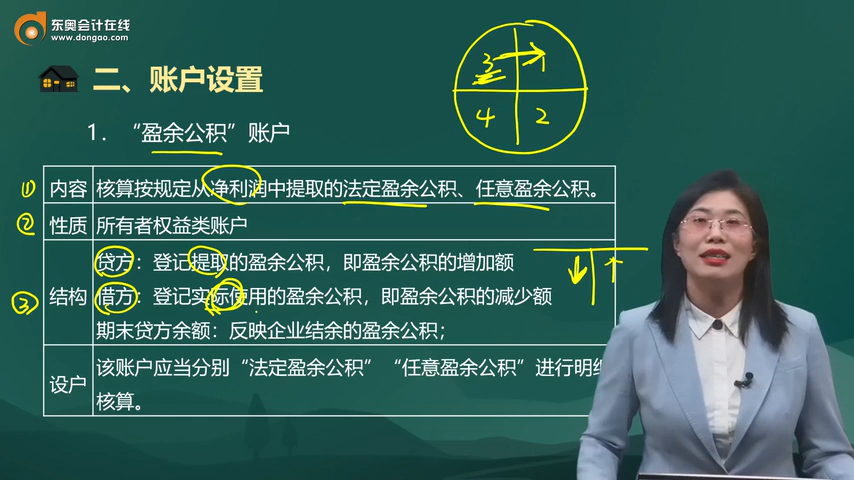 东奥会计在线
www.dongao.com
二、账户设置
3 1
4 2
1．“盈余公积”账户
① 内容 核算按规定从净利润中提取的法定盈余公积、任意盈余公积。
② 性质 所有者权益类账户
贷方：登记提取的盈余公积，即盈余公积的增加额
③ 结构 借方：登记实际使用的盈余公积，即盈余公积的减少额
期末贷方余额：反映企业结余的盈余公积；
设户 该账户应当分别“法定盈余公积”“任意盈余公积”进行明细
核算。